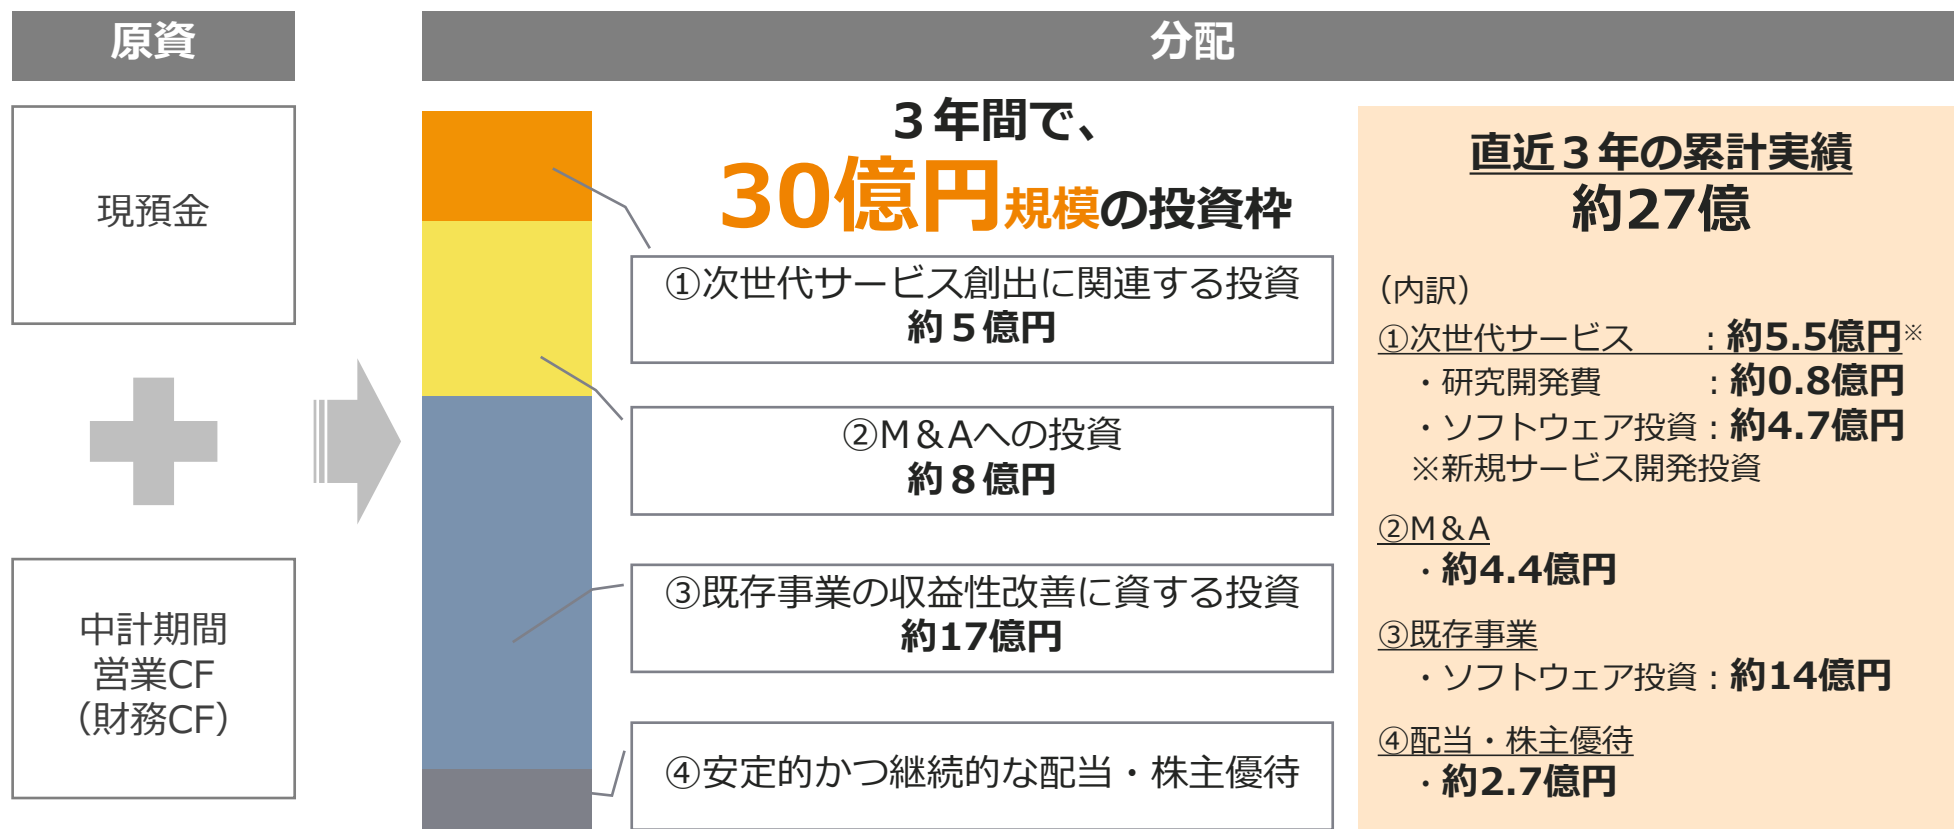 原資
分配
現預金
中計期間
営業CF
（財務CF）
３年間で、
30億円規模の投資枠
①次世代サービス創出に関連する投資
約５億円
②M＆Aへの投資
約８億円
③既存事業の収益性改善に資する投資
約17億円
④安定的かつ継続的な配当・株主優待
直近３年の累計実績
約27億
（内訳）
①次世代サービス　　：約5.5億円※
・研究開発費　　　：約0.8億円
・ソフトウェア投資：約4.7億円
※新規サービス開発投資
②M＆A
・約4.4億円
③既存事業
・ソフトウェア投資：約14億円
④配当・株主優待
・約2.7億円